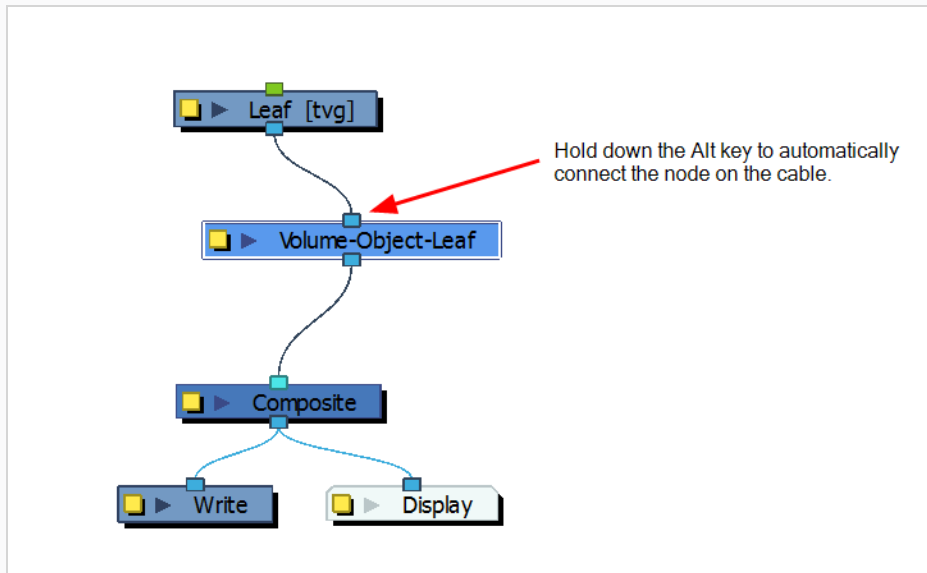 Leaf [tvg]
Hold down the Alt key to automatically
connect the node on the cable.
Volume-Object-Leaf
Composite
Write
Display